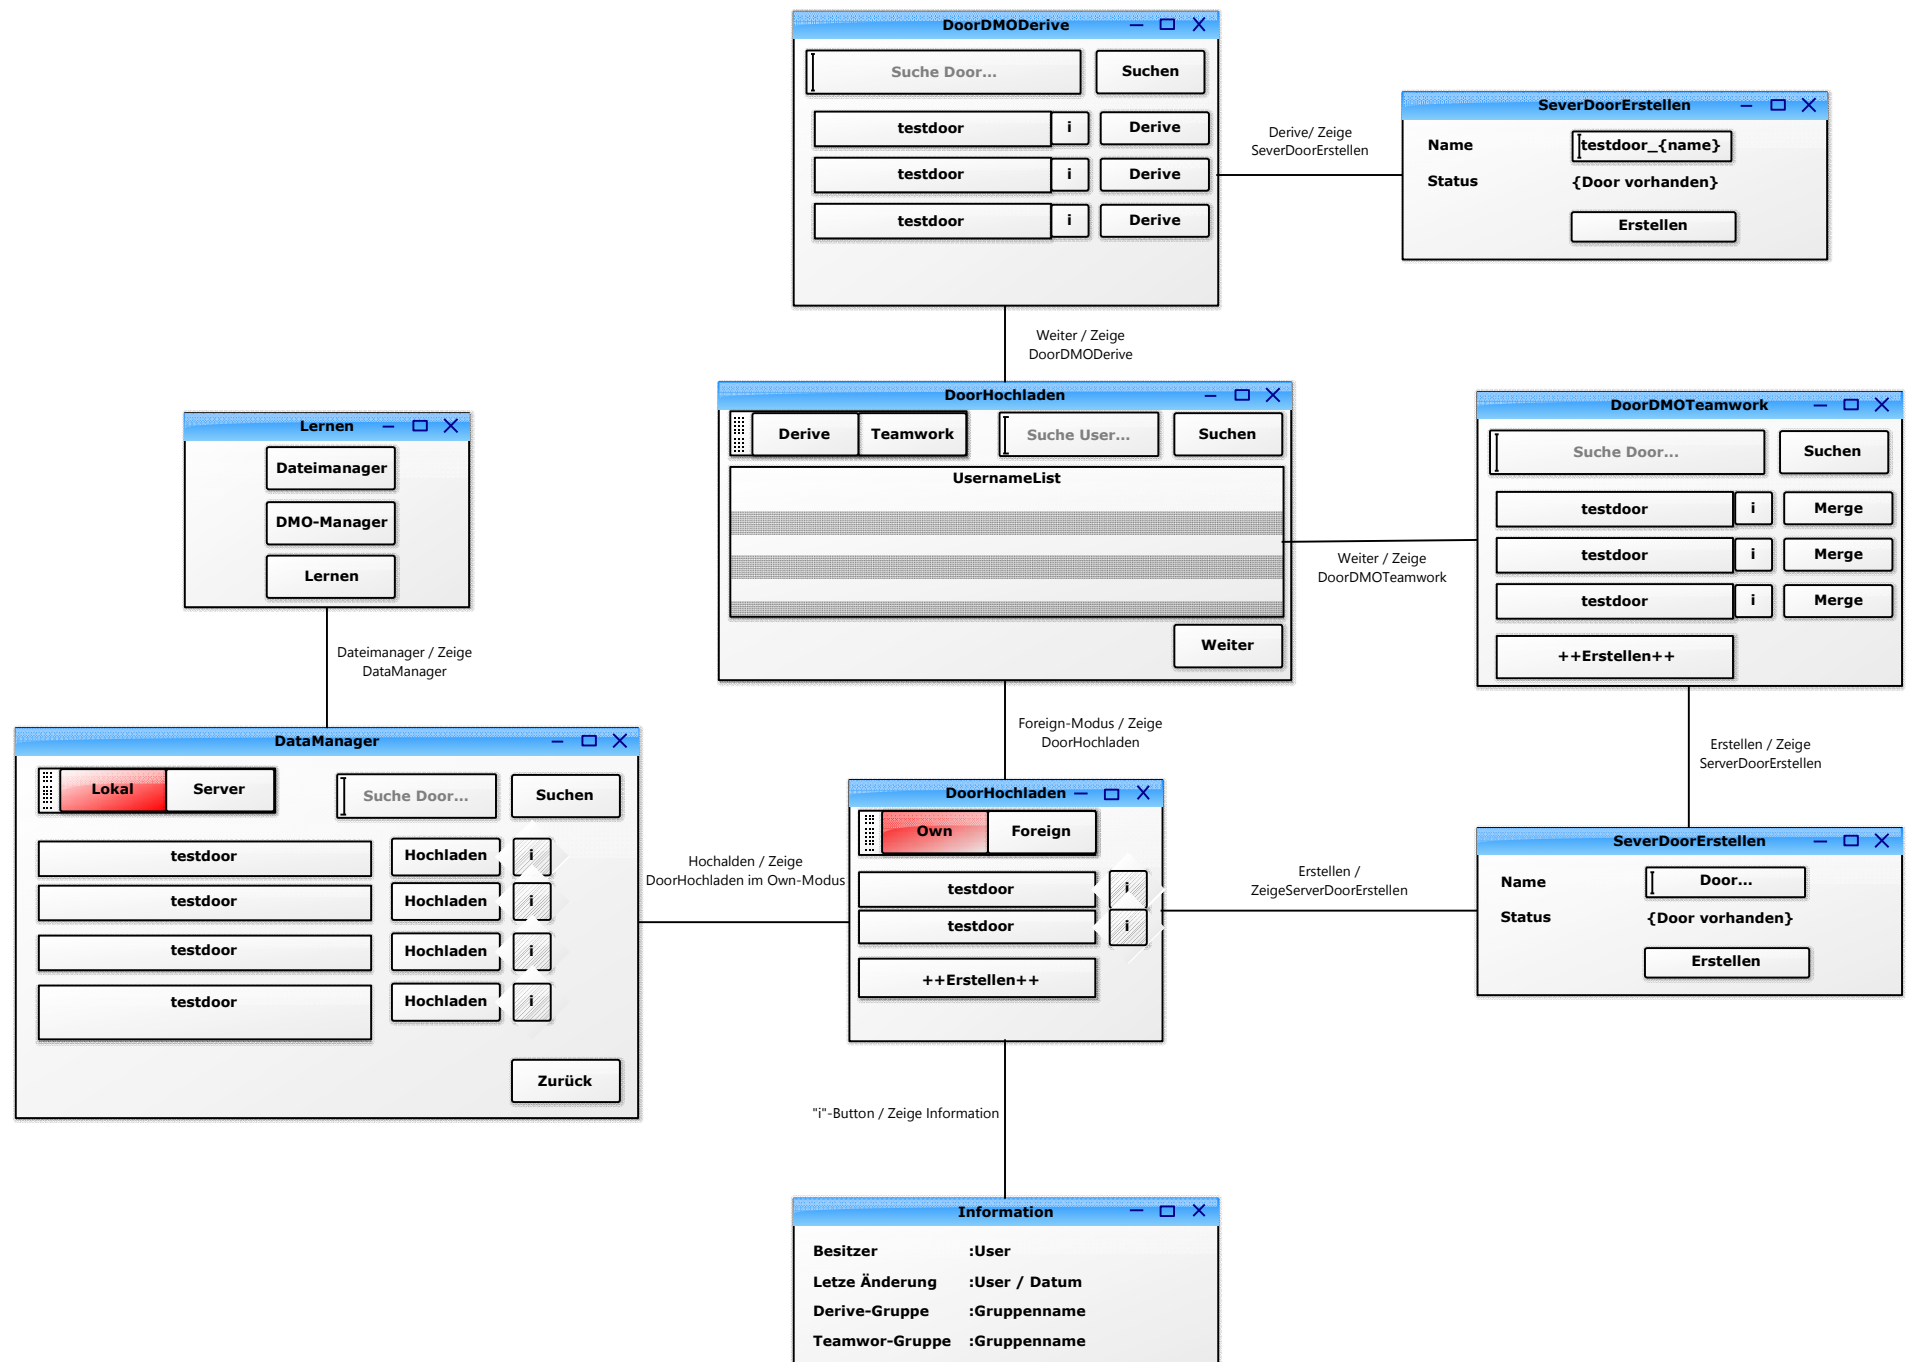 DoorDMODerive
Suche Door...
Suchen
testdoor
i
Derive
testdoor
i
Derive
testdoor
i
Derive
Derive/ Zeige
SeverDoorErstellen
SeverDoorErstellen
Name
testdoor_{name}
Status
{Door vorhanden}
Erstellen
Weiter / Zeige
DoorDMODerive
Lernen
Dateimanager
DMO-Manager
Lernen
DoorHochladen
Derive
Teamwork
Suche User...
Suchen
UsernameList
Weiter
Weiter / Zeige
DoorDMOTeamwork
DoorDMOTeamwork
Suche Door...
Suchen
testdoor
i
Merge
testdoor
i
Merge
testdoor
i
Merge
++Erstellen++
Dateimanager / Zeige
DataManager
Foreign-Modus / Zeige
DoorHochladen
Erstellen / Zeige
ServerDoorErstellen
DataManager
Lokal
Server
Suche Door...
Suchen
testdoor
Hochladen
i
testdoor
Hochladen
i
testdoor
Hochladen
i
testdoor
Hochladen
i
Zurück
Hochalden / Zeige
DoorHochladen im Own-Modus
DoorHochladen
Own
Foreign
testdoor
i
testdoor
i
++Erstellen++
Erstellen /
ZeigeServerDoorErstellen
SeverDoorErstellen
Name
Door...
Status
{Door vorhanden}
Erstellen
"i"-Button / Zeige Information
Information
Besitzer :User
Letze Änderung :User / Datum
Derive-Gruppe :Gruppenname
Teamwor-Gruppe :Gruppenname